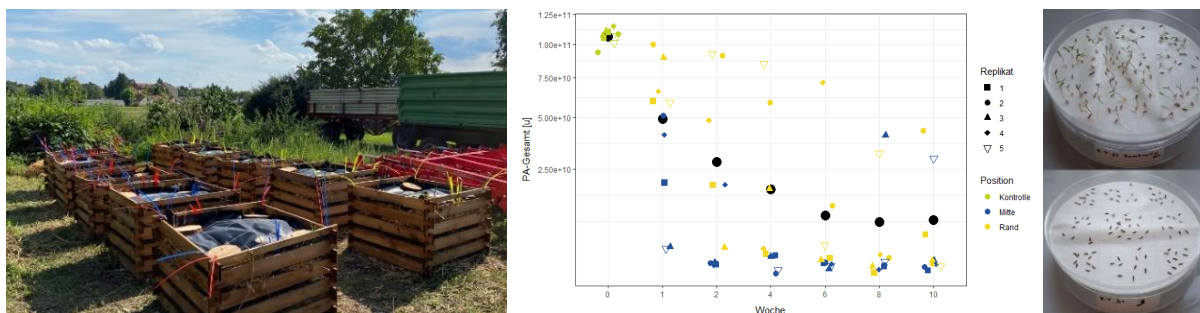 1.25e+11
1.00e+11
7.50e+10
5.00e+10
2.50e+10
PA-Gesamt [u]
0 1 2 4 6 8 10
Woche
Replikat
1
2
3
4
5
Position
Kontrolle
Mitte
Rand